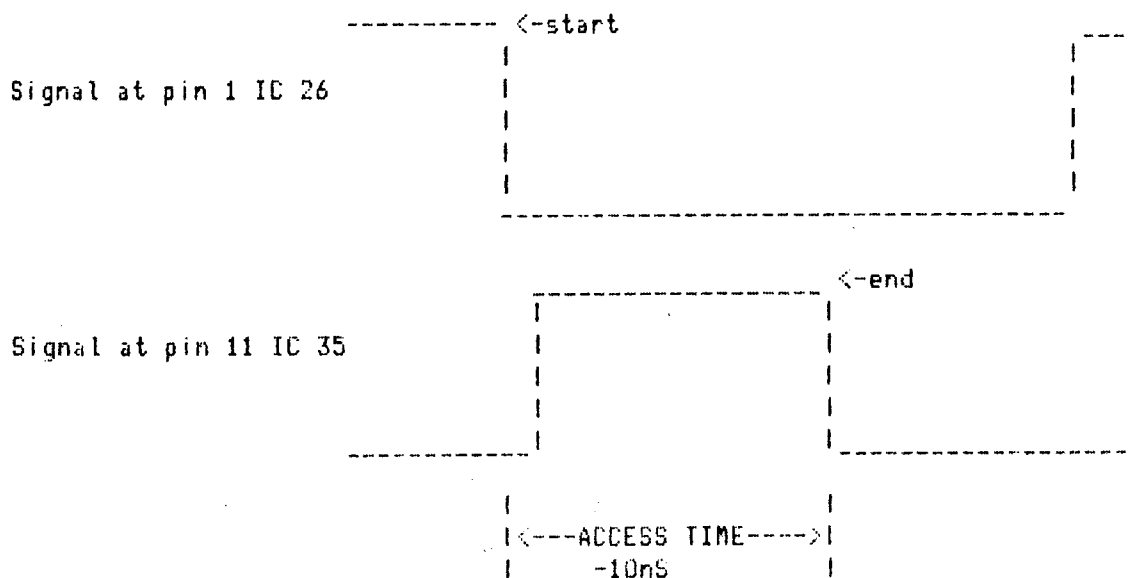 <-start
Signal at pin 1 IC 26
<-end
Signal at pin 11 IC 35
<---ACCESS TIME---->
-10nS